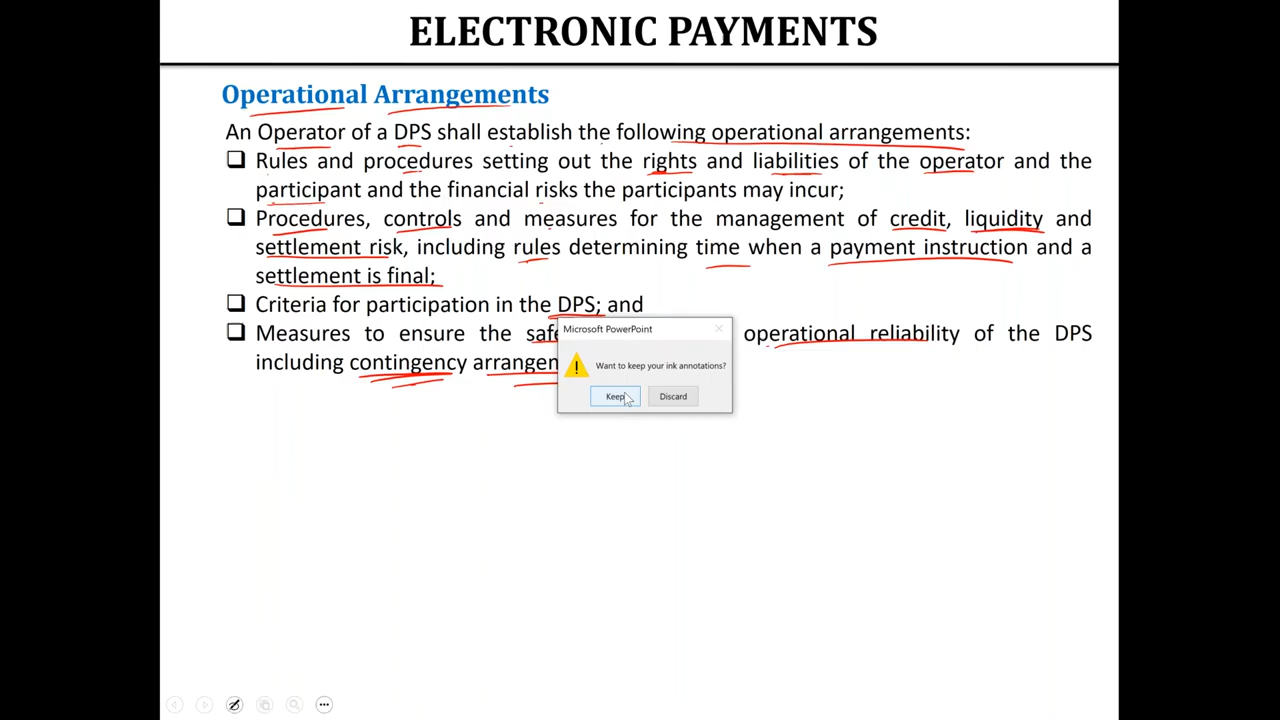 ELECTRONIC PAYMENTS
Operational Arrangements
An Operator of a DPS shall establish the following operational arrangements:
Rules and procedures setting out the rights and liabilities of the operator and the
participant and the financial risks the participants may incur;
Procedures, controls and measures for the management of credit, liquidity and
settlement risk, including rules determining time when a payment instruction and a
settlement is final;
Criteria for participation in the DPS; and
Measures to ensure the operational reliability of the DPS
including contingency
Microsoft PowerPoint
Want to keep your ink annotations?
Keep Discard